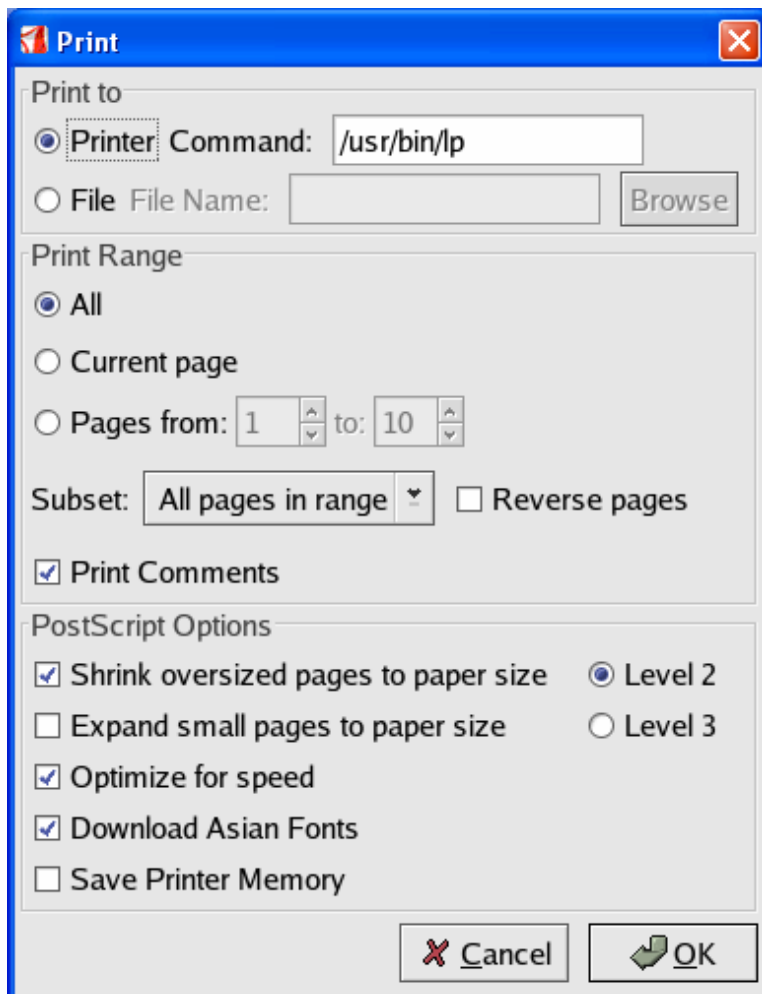 Print
Print to
Printer Command: /usr/bin/lp
File File Name: Browse
Print Range
All
Current page
Pages from: 1 to: 10
Subset: All pages in range Reverse pages
Print Comments
PostScript Options
Shrink oversized pages to paper size Level 2
Expand small pages to paper size Level 3
Optimize for speed
Download Asian Fonts
Save Printer Memory
Cancel OK